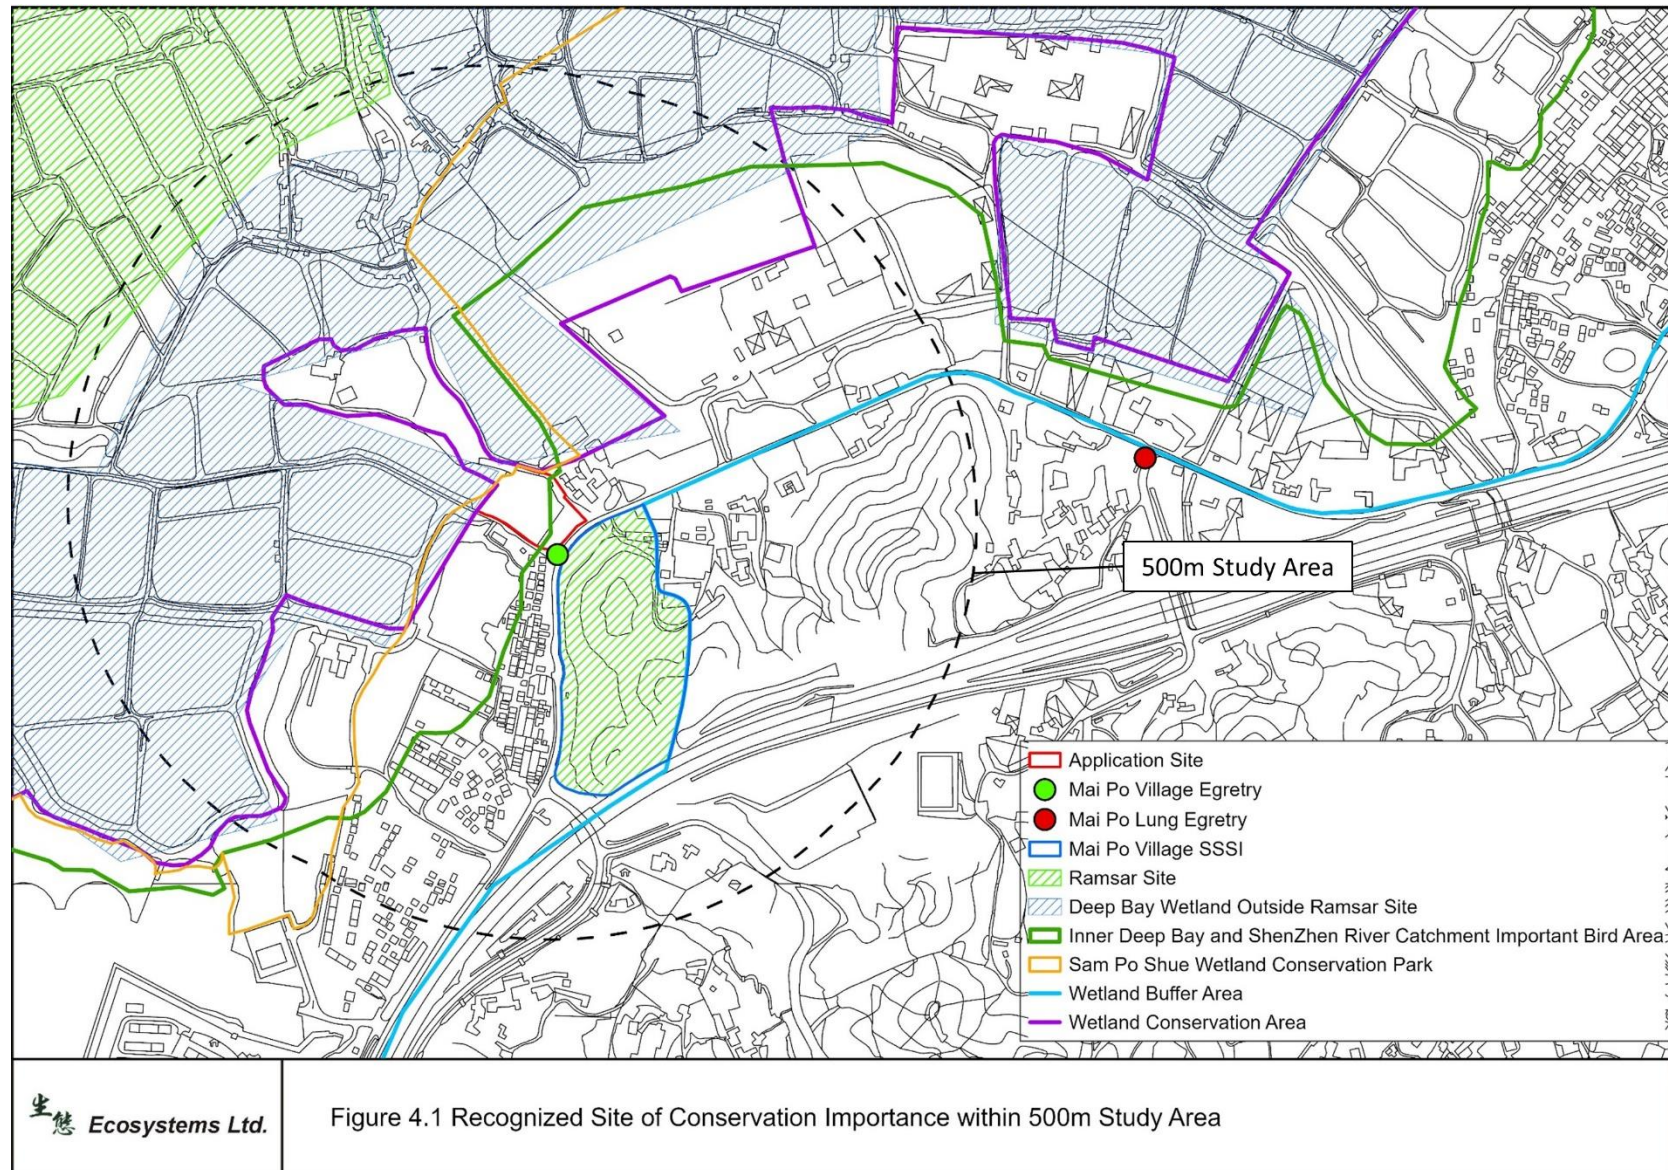 500m Study Area
Application Site
Mai Po Village Egretry
Mai Po Lung Egretry
Mai Po Village SSSI
Ramsar Site
Deep Bay Wetland Outside Ramsar Site
Inner Deep Bay and ShenZhen River Catchment Important Bird Area
Sam Po Shue Wetland Conservation Park
Wetland Buffer Area
Wetland Conservation Area
生態 Ecosystems Ltd.
Figure 4.1 Recognized Site of Conservation Importance within 500m Study Area